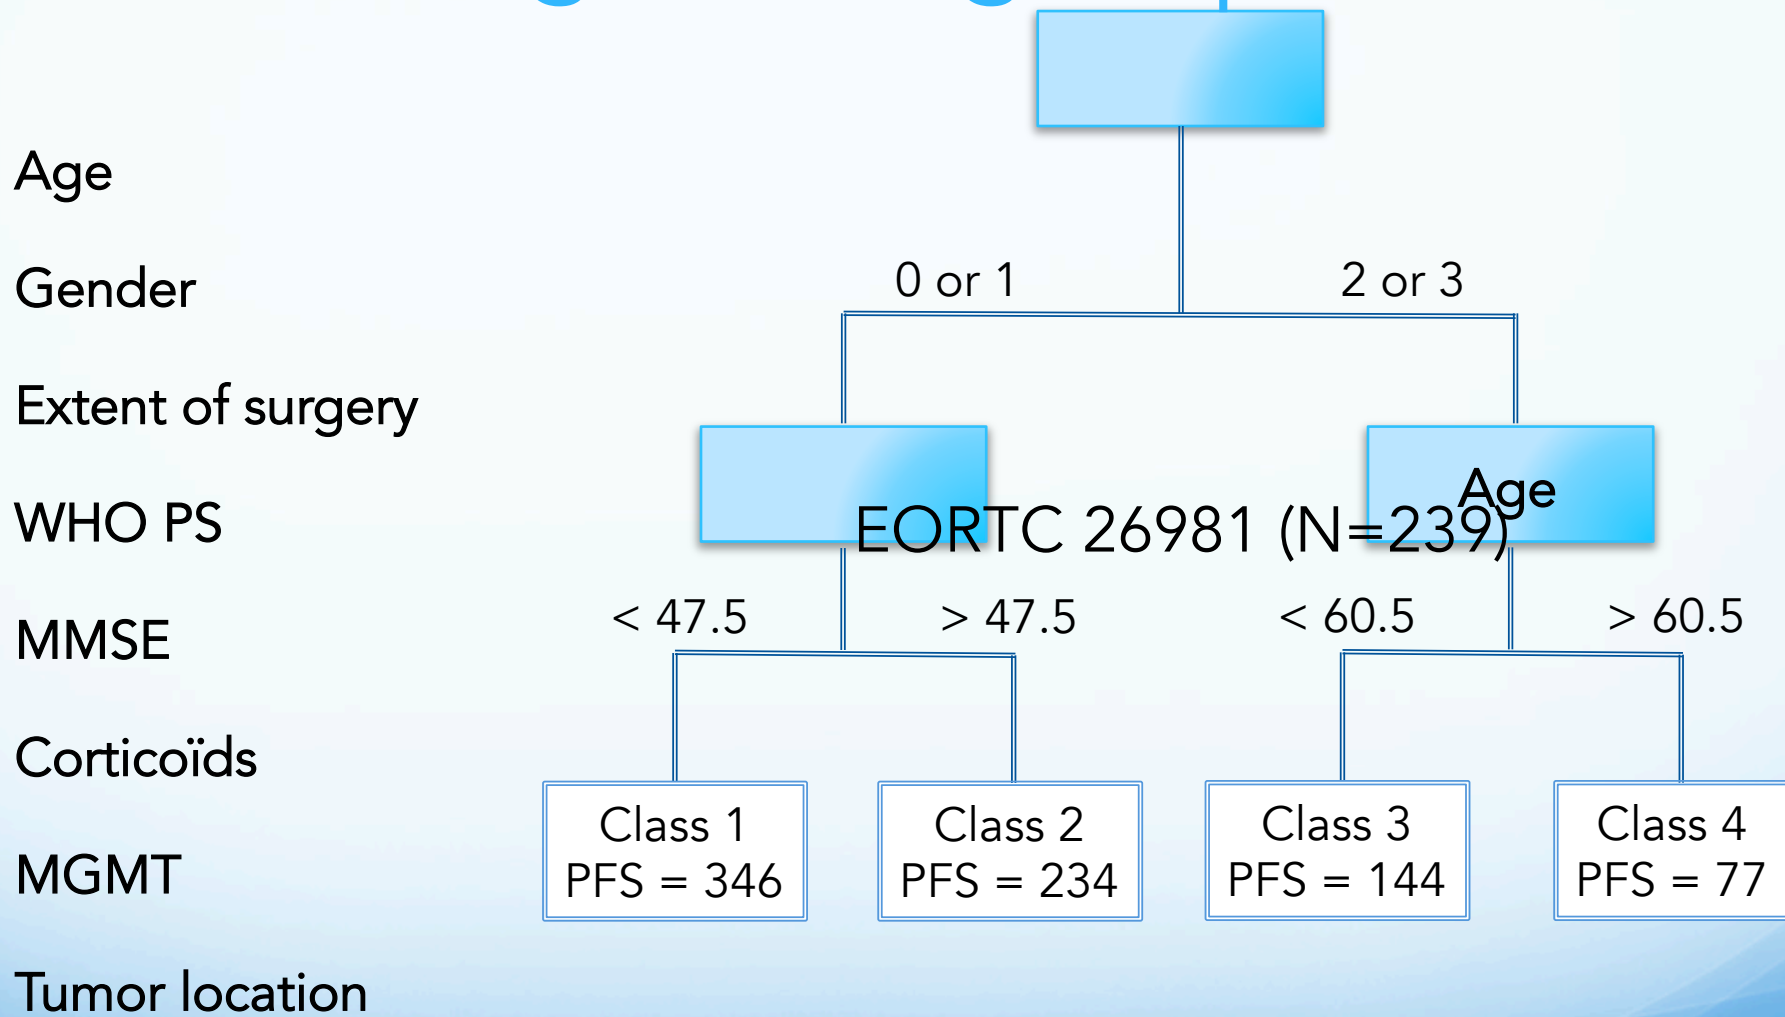 Age
Gender
Extent of surgery
WHO PS
MMSE
Corticoïds
MGMT
Tumor location
0 or 1
2 or 3
Age
EORTC 26981 (N=239)
< 47.5
> 47.5
< 60.5
> 60.5
Class 1
PFS = 346
Class 2
PFS = 234
Class 3
PFS = 144
Class 4
PFS = 77